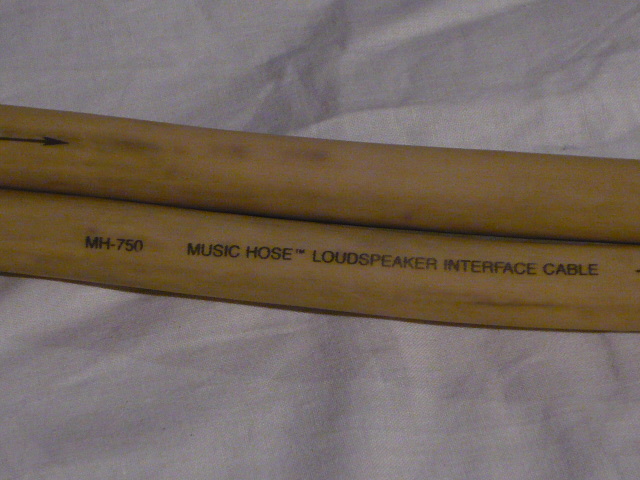 MH-750 MUSIC HOSE™ LOUDSPEAKER INTERFACE CABLE